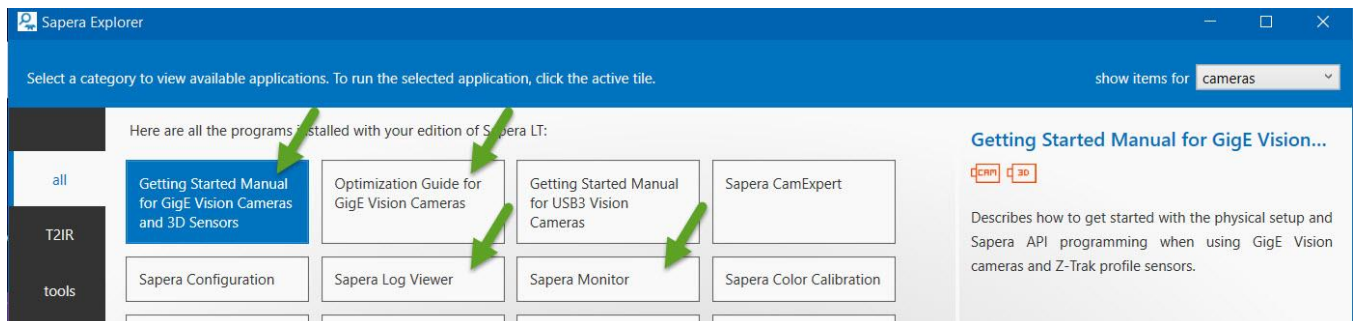 Sapera Explorer
Select a category to view available applications. To run the selected application, click the active tile.
show items for cameras
all
T2IR
tools
Here are all the programs installed with your edition of Sapera LT:
Getting Started Manual
for GigE Vision Cameras
and 3D Sensors
Optimization Guide for
GigE Vision Cameras
Getting Started Manual
for USB3 Vision
Cameras
Sapera CamExpert
Sapera Configuration
Sapera Log Viewer
Sapera Monitor
Sapera Color Calibration
Getting Started Manual for GigE Vision...
CAM 3D
Describes how to get started with the physical setup and
Sapera API programming when using GigE Vision
cameras and Z-Trak profile sensors.